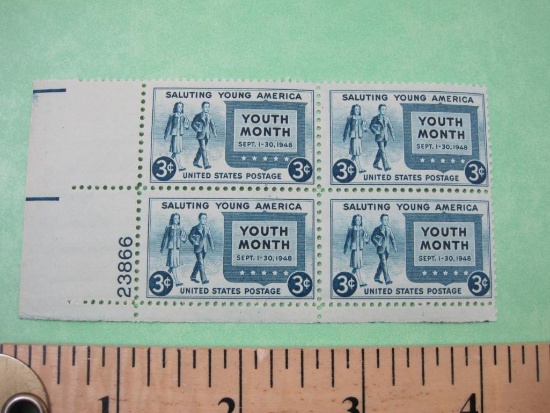 SALUTING YOUNG AMERICA
YOUTH
MONTH
SEPT. 1-30, 1948
3¢ 3¢
UNITED STATES POSTAGE
SALUTING YOUNG AMERICA
YOUTH
MONTH
SEPT. 1-30, 1948
3¢ 3¢
UNITED STATES POSTAGE
23866
SALUTING YOUNG AMERICA
YOUTH
MONTH
SEPT. 1-30, 1948
3¢ 3¢
UNITED STATES POSTAGE
SALUTING YOUNG AMERICA
YOUTH
MONTH
SEPT. 1-30, 1948
3¢ 3¢
UNITED STATES POSTAGE
1 2 3 4